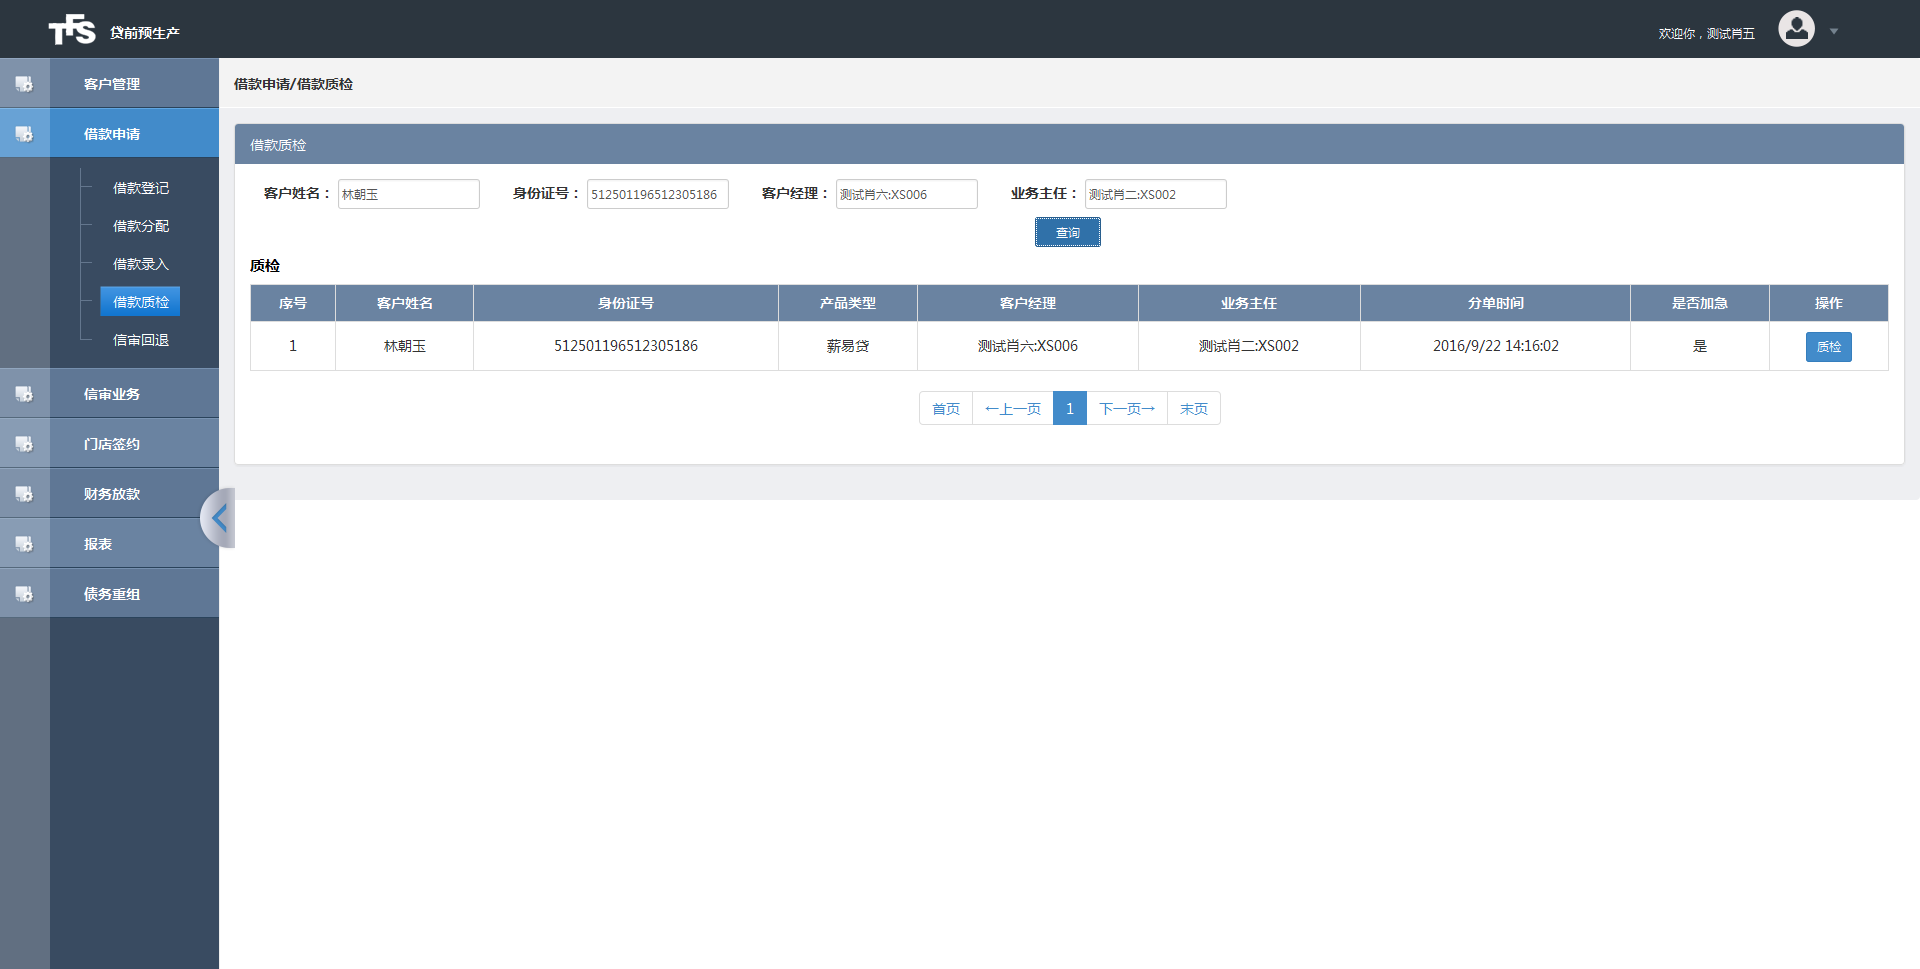 TFS 贷前预生产
欢迎你，测试肖五
客户管理
借款申请
借款登记
借款分配
借款录入
借款质检
信审回退
信审业务
门店签约
财务放款
报表
债务重组
借款申请/借款质检
借款质检
客户姓名： 林朝玉 身份证号： 512501196512305186 客户经理： 测试肖六:XS006 业务主任： 测试肖二:XS002
查询
质检
序号 客户姓名 身份证号 产品类型 客户经理 业务主任 分单时间 是否加急 操作
1 林朝玉 512501196512305186 薪易贷 测试肖六:XS006 测试肖二:XS002 2016/9/22 14:16:02 是 质检
首页 ←上一页 1 下一页→ 末页